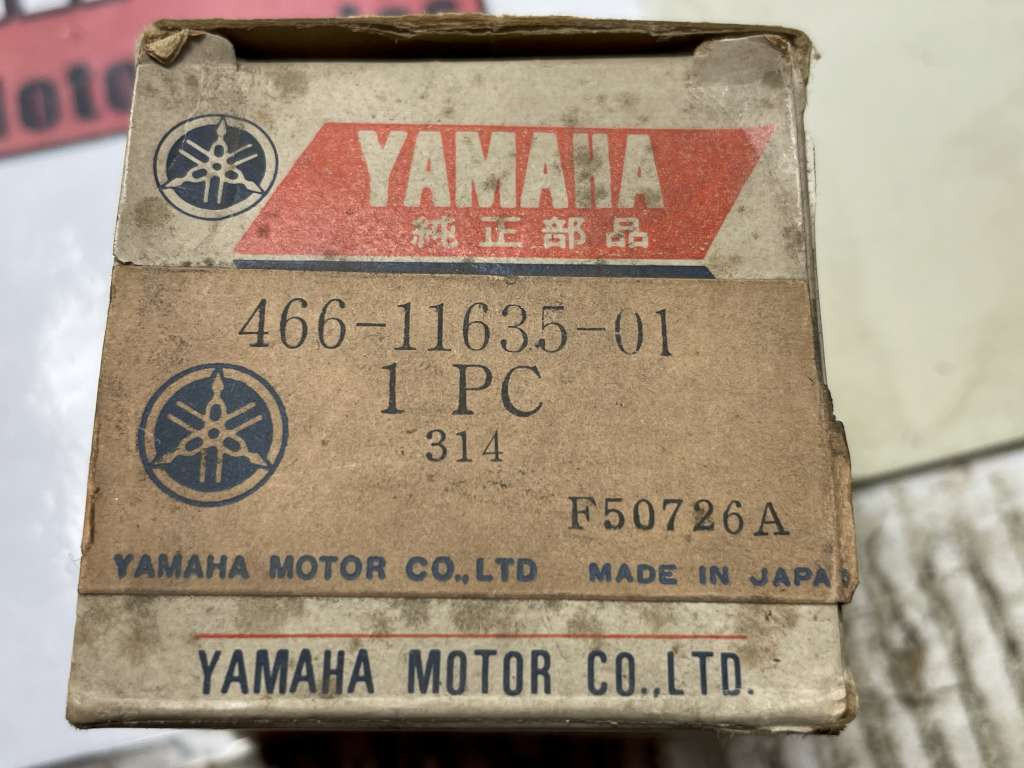 Moto
YAMAHA
純正部品
466-11635-01
1 PC
314
F50726A
YAMAHA MOTOR CO.,LTD MADE IN JAPA
YAMAHA MOTOR CO.,LTD.